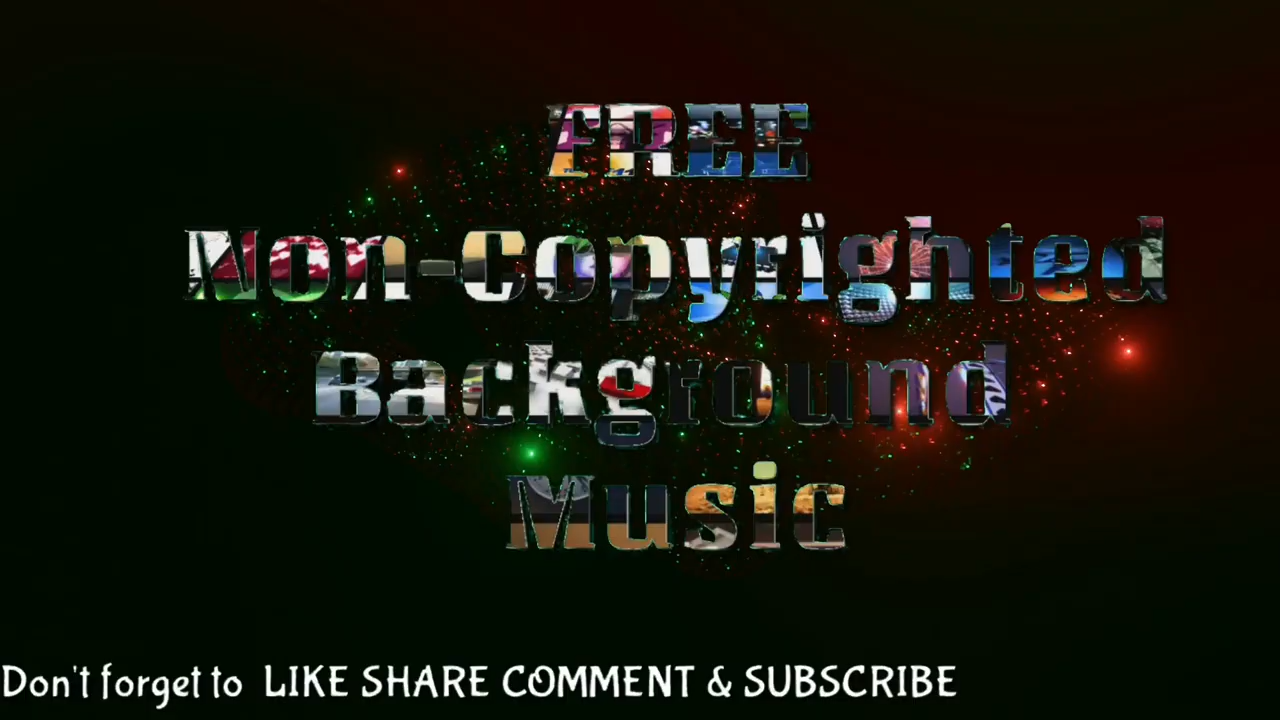 FREE
Non-Copyrighted
Background
Music
Don't forget to LIKE SHARE COMMENT & SUBSCRIBE